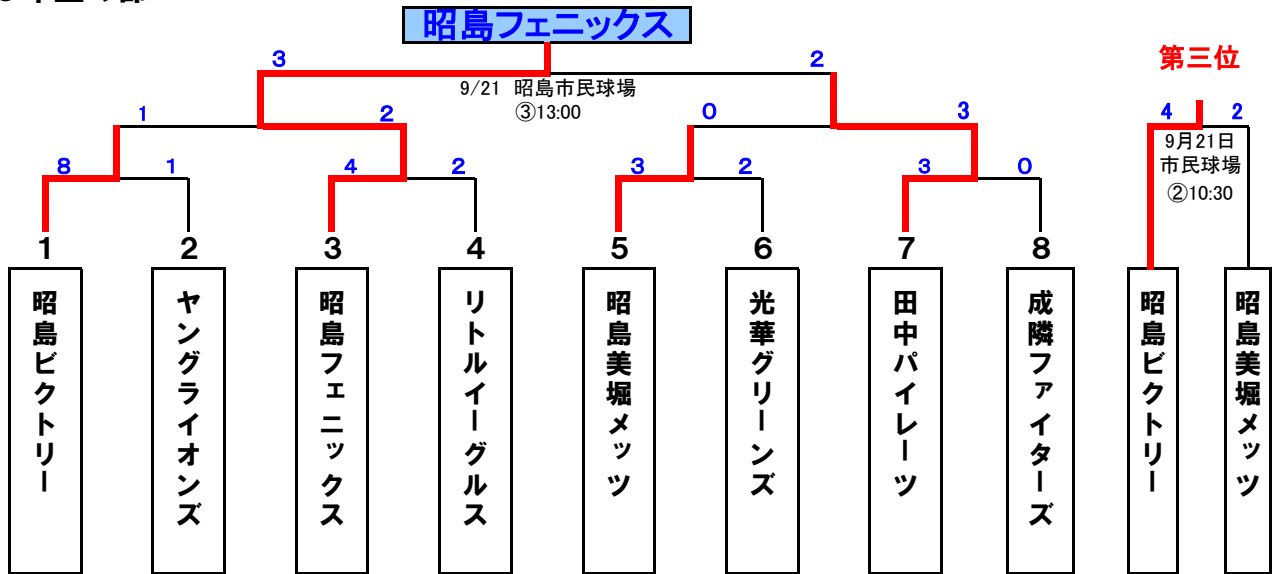 昭島フェニックス
3
2
第三位
9/21 昭島市民球場
③13:00
1
2
0
3
4
2
9月21日
市民球場
②10:30
8
1
4
2
3
2
3
0
1
2
3
4
5
6
7
8
昭島ビクトリー
ヤングライオンズ
昭島フェニックス
リトルイーグルス
昭島美堀メッツ
光華グリーンズ
田中パイレーツ
成隣ファイターズ
昭島ビクトリー
昭島美堀メッツ